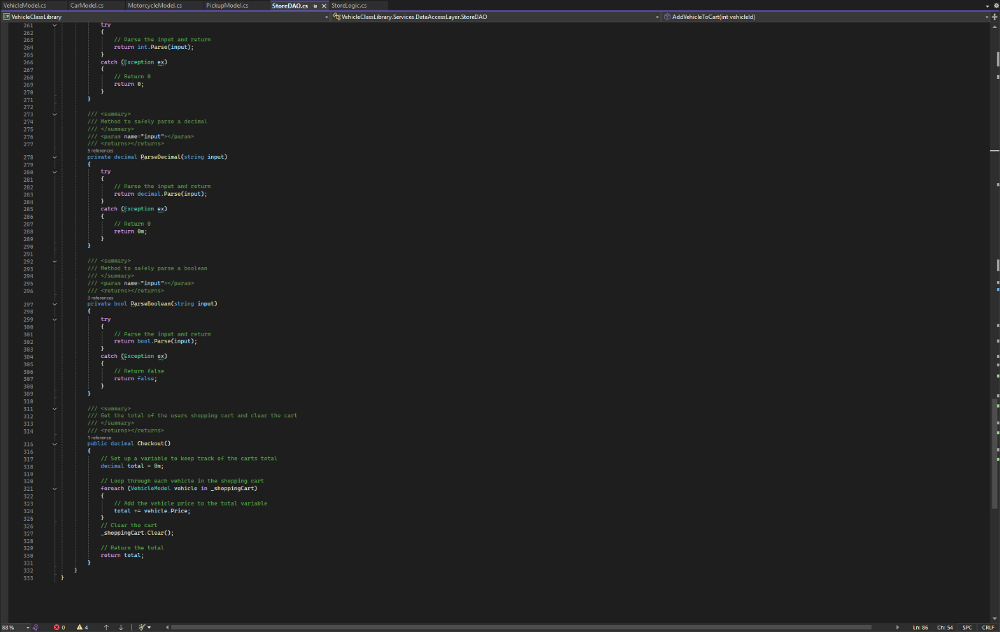 VehicleModel.cs CarModel.cs MotorcycleModel.cs PickupModel.cs StoreDAO.cs StoreLogic.cs
VehicleClassLibrary VehicleClassLibrary.Services.DataAccessLayer.StoreDAO AddVehicleToCart(int vehicleId)
261 try
262 {
263 // Parse the input and return
264 return int.Parse(input);
265 }
266 catch (Exception ex)
267 {
268 // Return 0
269 return 0;
270 }
271 }
272
273 /// <summary>
274 /// Method to safely parse a decimal
275 /// </summary>
276 /// <param name="input"></param>
277 /// <returns></returns>
5 references
278 private decimal ParseDecimal(string input)
279 {
280 try
281 {
282 // Parse the input and return
283 return decimal.Parse(input);
284 }
285 catch (Exception ex)
286 {
287 // Return 0
288 return 0m;
289 }
290 }
291
292 /// <summary>
293 /// Method to safely parse a boolean
294 /// </summary>
295 /// <param name="input"></param>
296 /// <returns></returns>
3 references
297 private bool ParseBoolean(string input)
298 {
299 try
300 {
301 // Parse the input and return
302 return bool.Parse(input);
303 }
304 catch (Exception ex)
305 {
306 // Return false
307 return false;
308 }
309 }
310
311 /// <summary>
312 /// Get the total of the users shopping cart and clear the cart
313 /// </summary>
314 /// <returns></returns>
1 reference
315 public decimal Checkout()
316 {
317 // Set up a variable to keep track of the carts total
318 decimal total = 0m;
319
320 // Loop through each vehicle in the shopping cart
321 foreach (VehicleModel vehicle in _shoppingCart)
322 {
323 // Add the vehicle price to the total variable
324 total += vehicle.Price;
325 }
326 // Clear the cart
327 _shoppingCart.Clear();
328
329 // Return the total
330 return total;
331 }
332 }
333 }
88 % 0 4 Ln: 86 Ch: 54 SPC CRLF